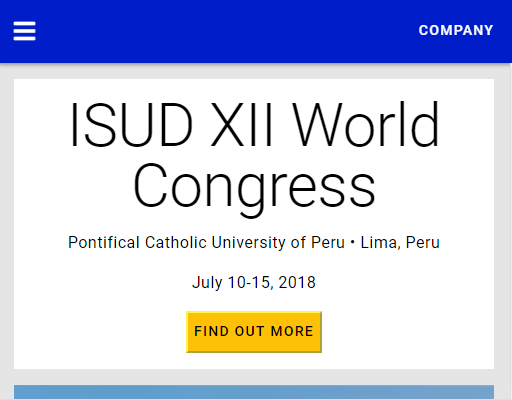 COMPANY
ISUD XII World
Congress
Pontifical Catholic University of Peru • Lima, Peru
July 10-15, 2018
FIND OUT MORE